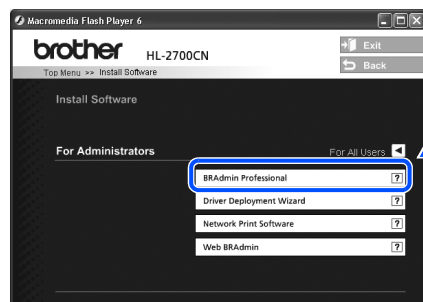 Macromedia Flash Player 6
brother HL-2700CN
Exit
Back
Top Menu >> Install Software
Install Software
For Administrators
For All Users
BRAdmin Professional ?
Driver Deployment Wizard ?
Network Print Software ?
Web BRAdmin ?